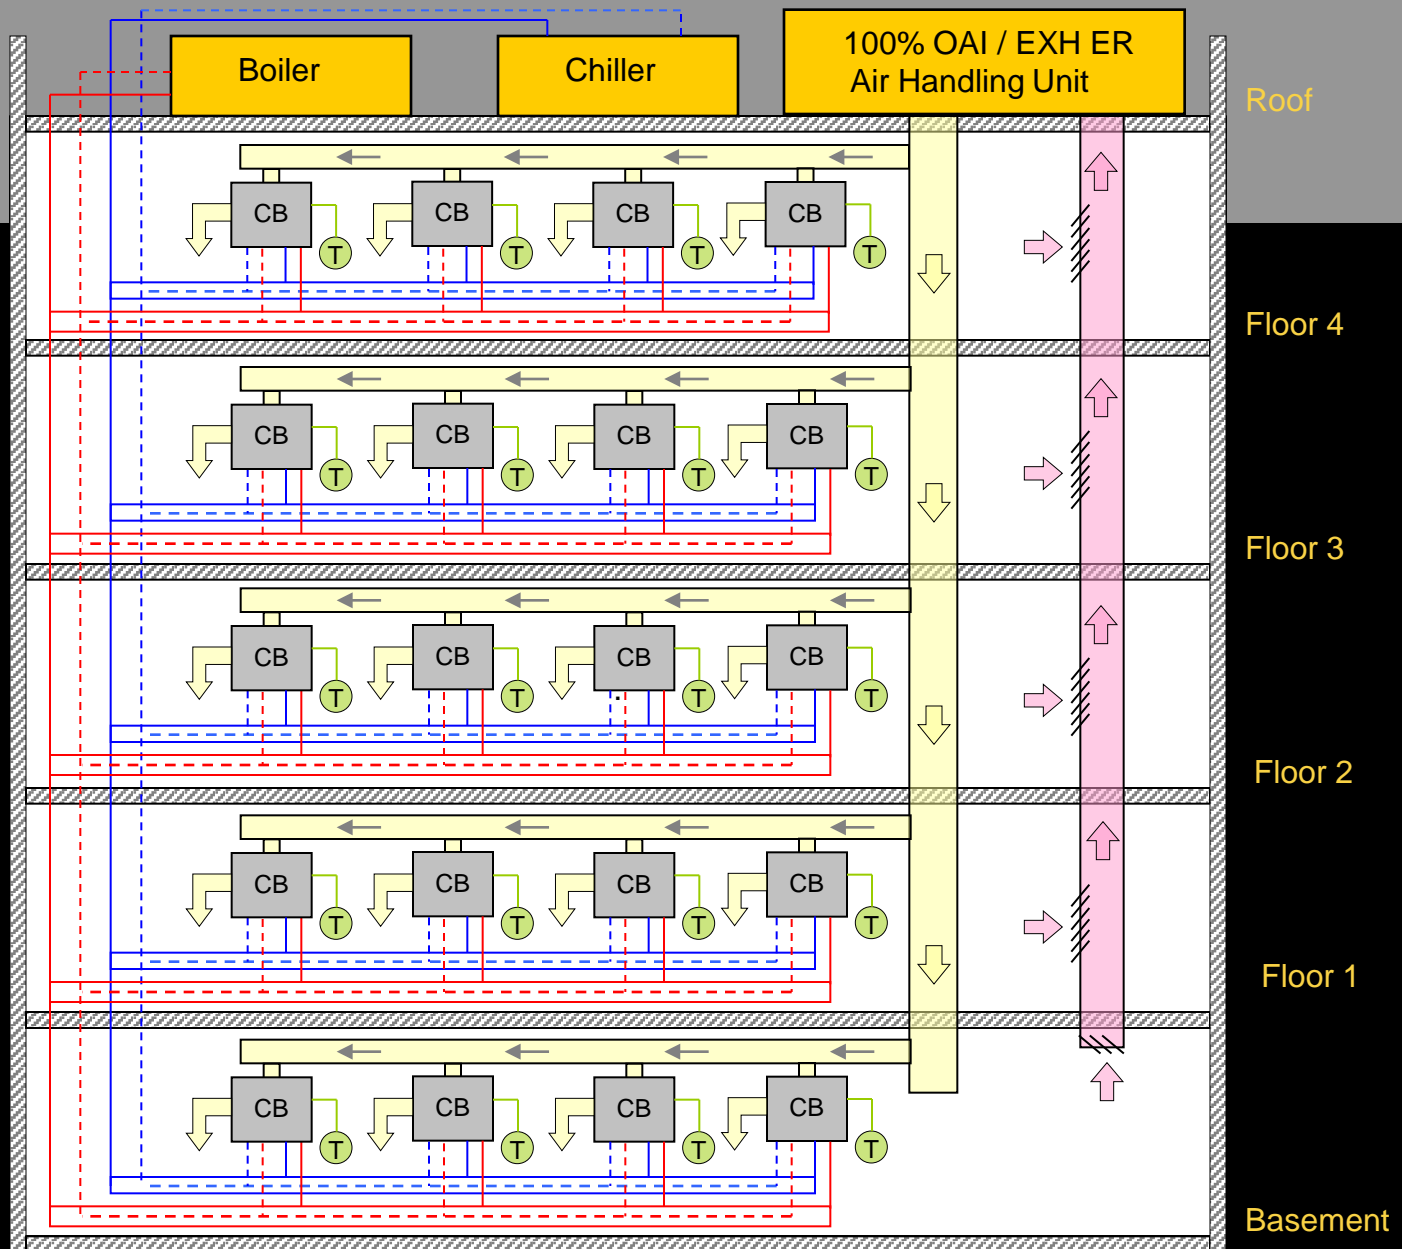 Boiler
Chiller
100% OAI / EXH ER
Air Handling Unit
Roof
CB CB CB CB
T T T T
Floor 4
CB CB CB CB
T T T T
Floor 3
CB CB CB CB
T T T T
Floor 2
CB CB CB CB
T T T T
Floor 1
CB CB CB CB
T T T T
Basement